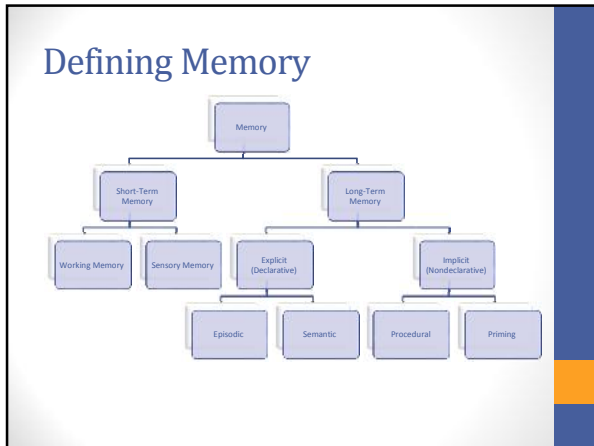 Defining Memory
Memory
Short-Term
Memory
Long-Term
Memory
Working Memory
Sensory Memory
Explicit
(Declarative)
Implicit
(Nondeclarative)
Episodic
Semantic
Procedural
Priming